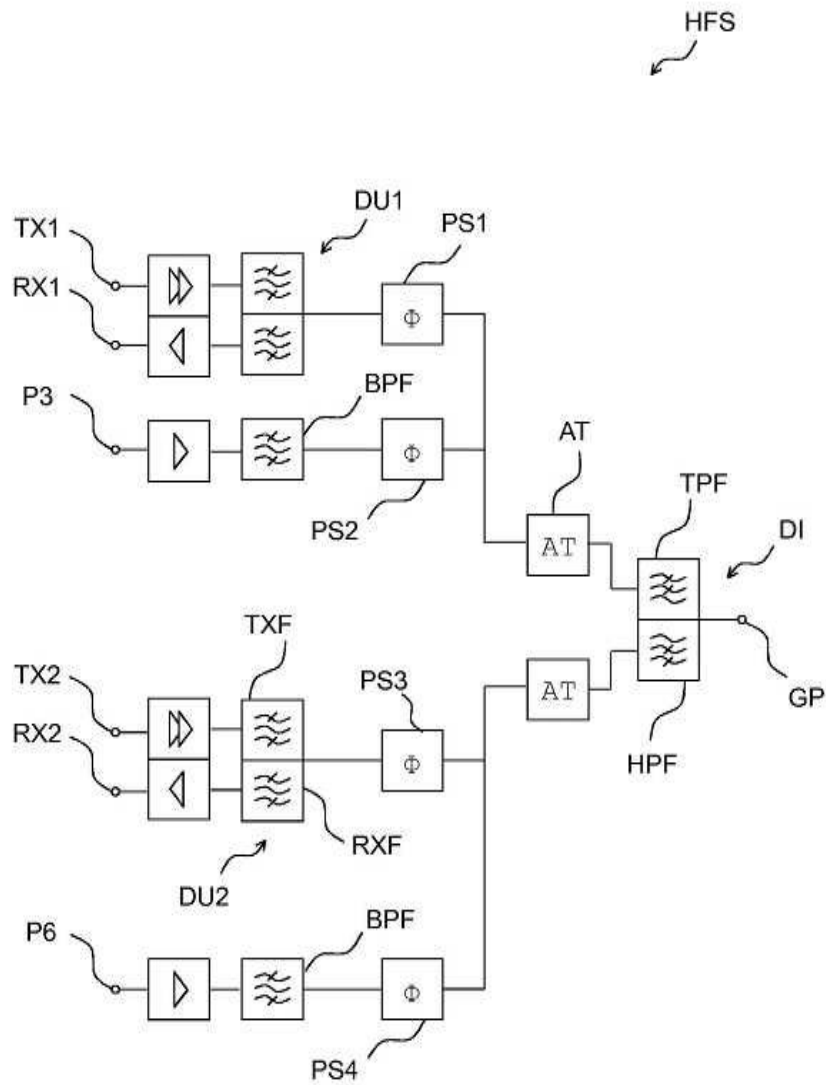 HFS
DU1
PS1
TX1
RX1
Φ
P3
BPF
AT
Φ
TPF
PS2
DI
AT
TXF
TX2
PS3
AT
GP
RX2
HPF
Φ
RXF
DU2
P6
BPF
Φ
PS4